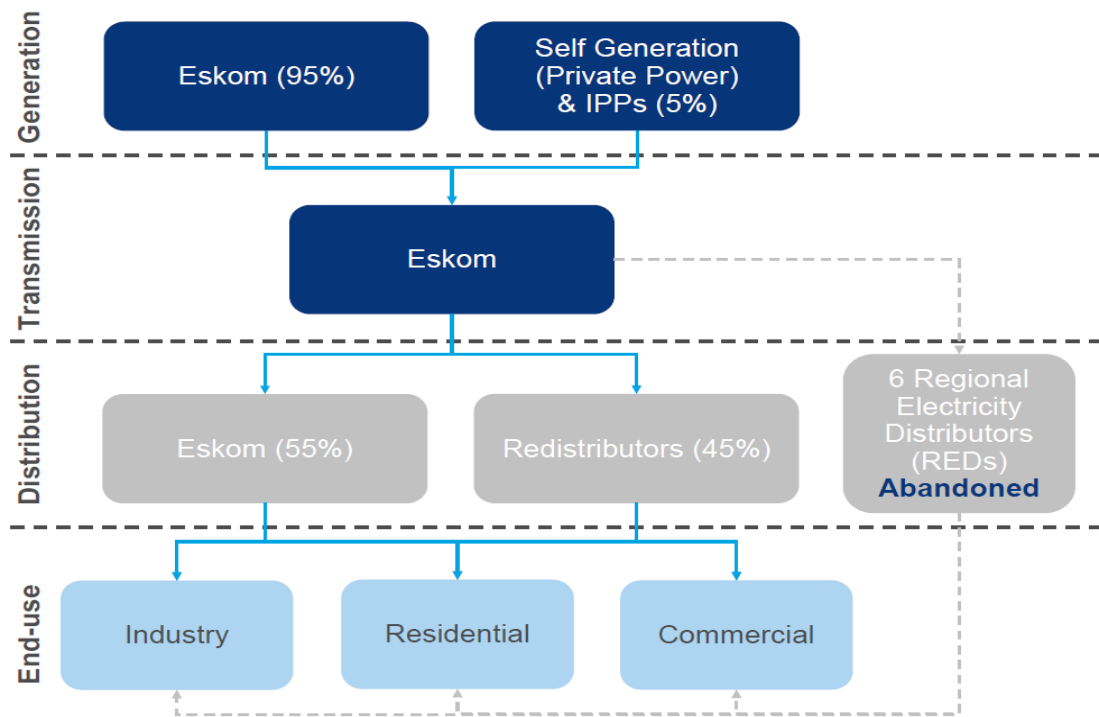 Generation
Eskom (95%)
Self Generation
(Private Power)
& IPPs (5%)
Transmission
Eskom
Distribution
Eskom (55%)
Redistributors (45%)
6 Regional
Electricity
Distributors
(REDs)
Abandoned
End-use
Industry
Residential
Commercial